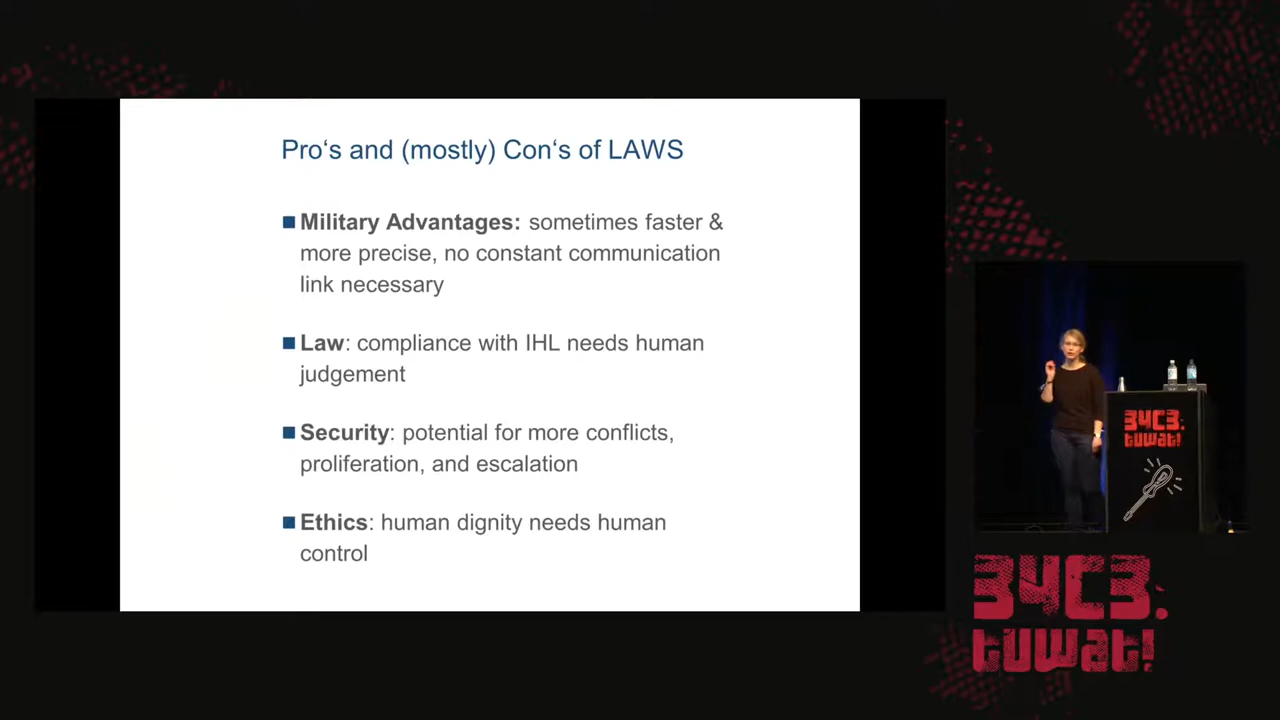 Pro‘s and (mostly) Con‘s of LAWS
Military Advantages: sometimes faster &
more precise, no constant communication
link necessary
Law: compliance with IHL needs human
judgement
Security: potential for more conflicts,
proliferation, and escalation
Ethics: human dignity needs human
control
34C3.
tuwat!
34C3.
tuwat!